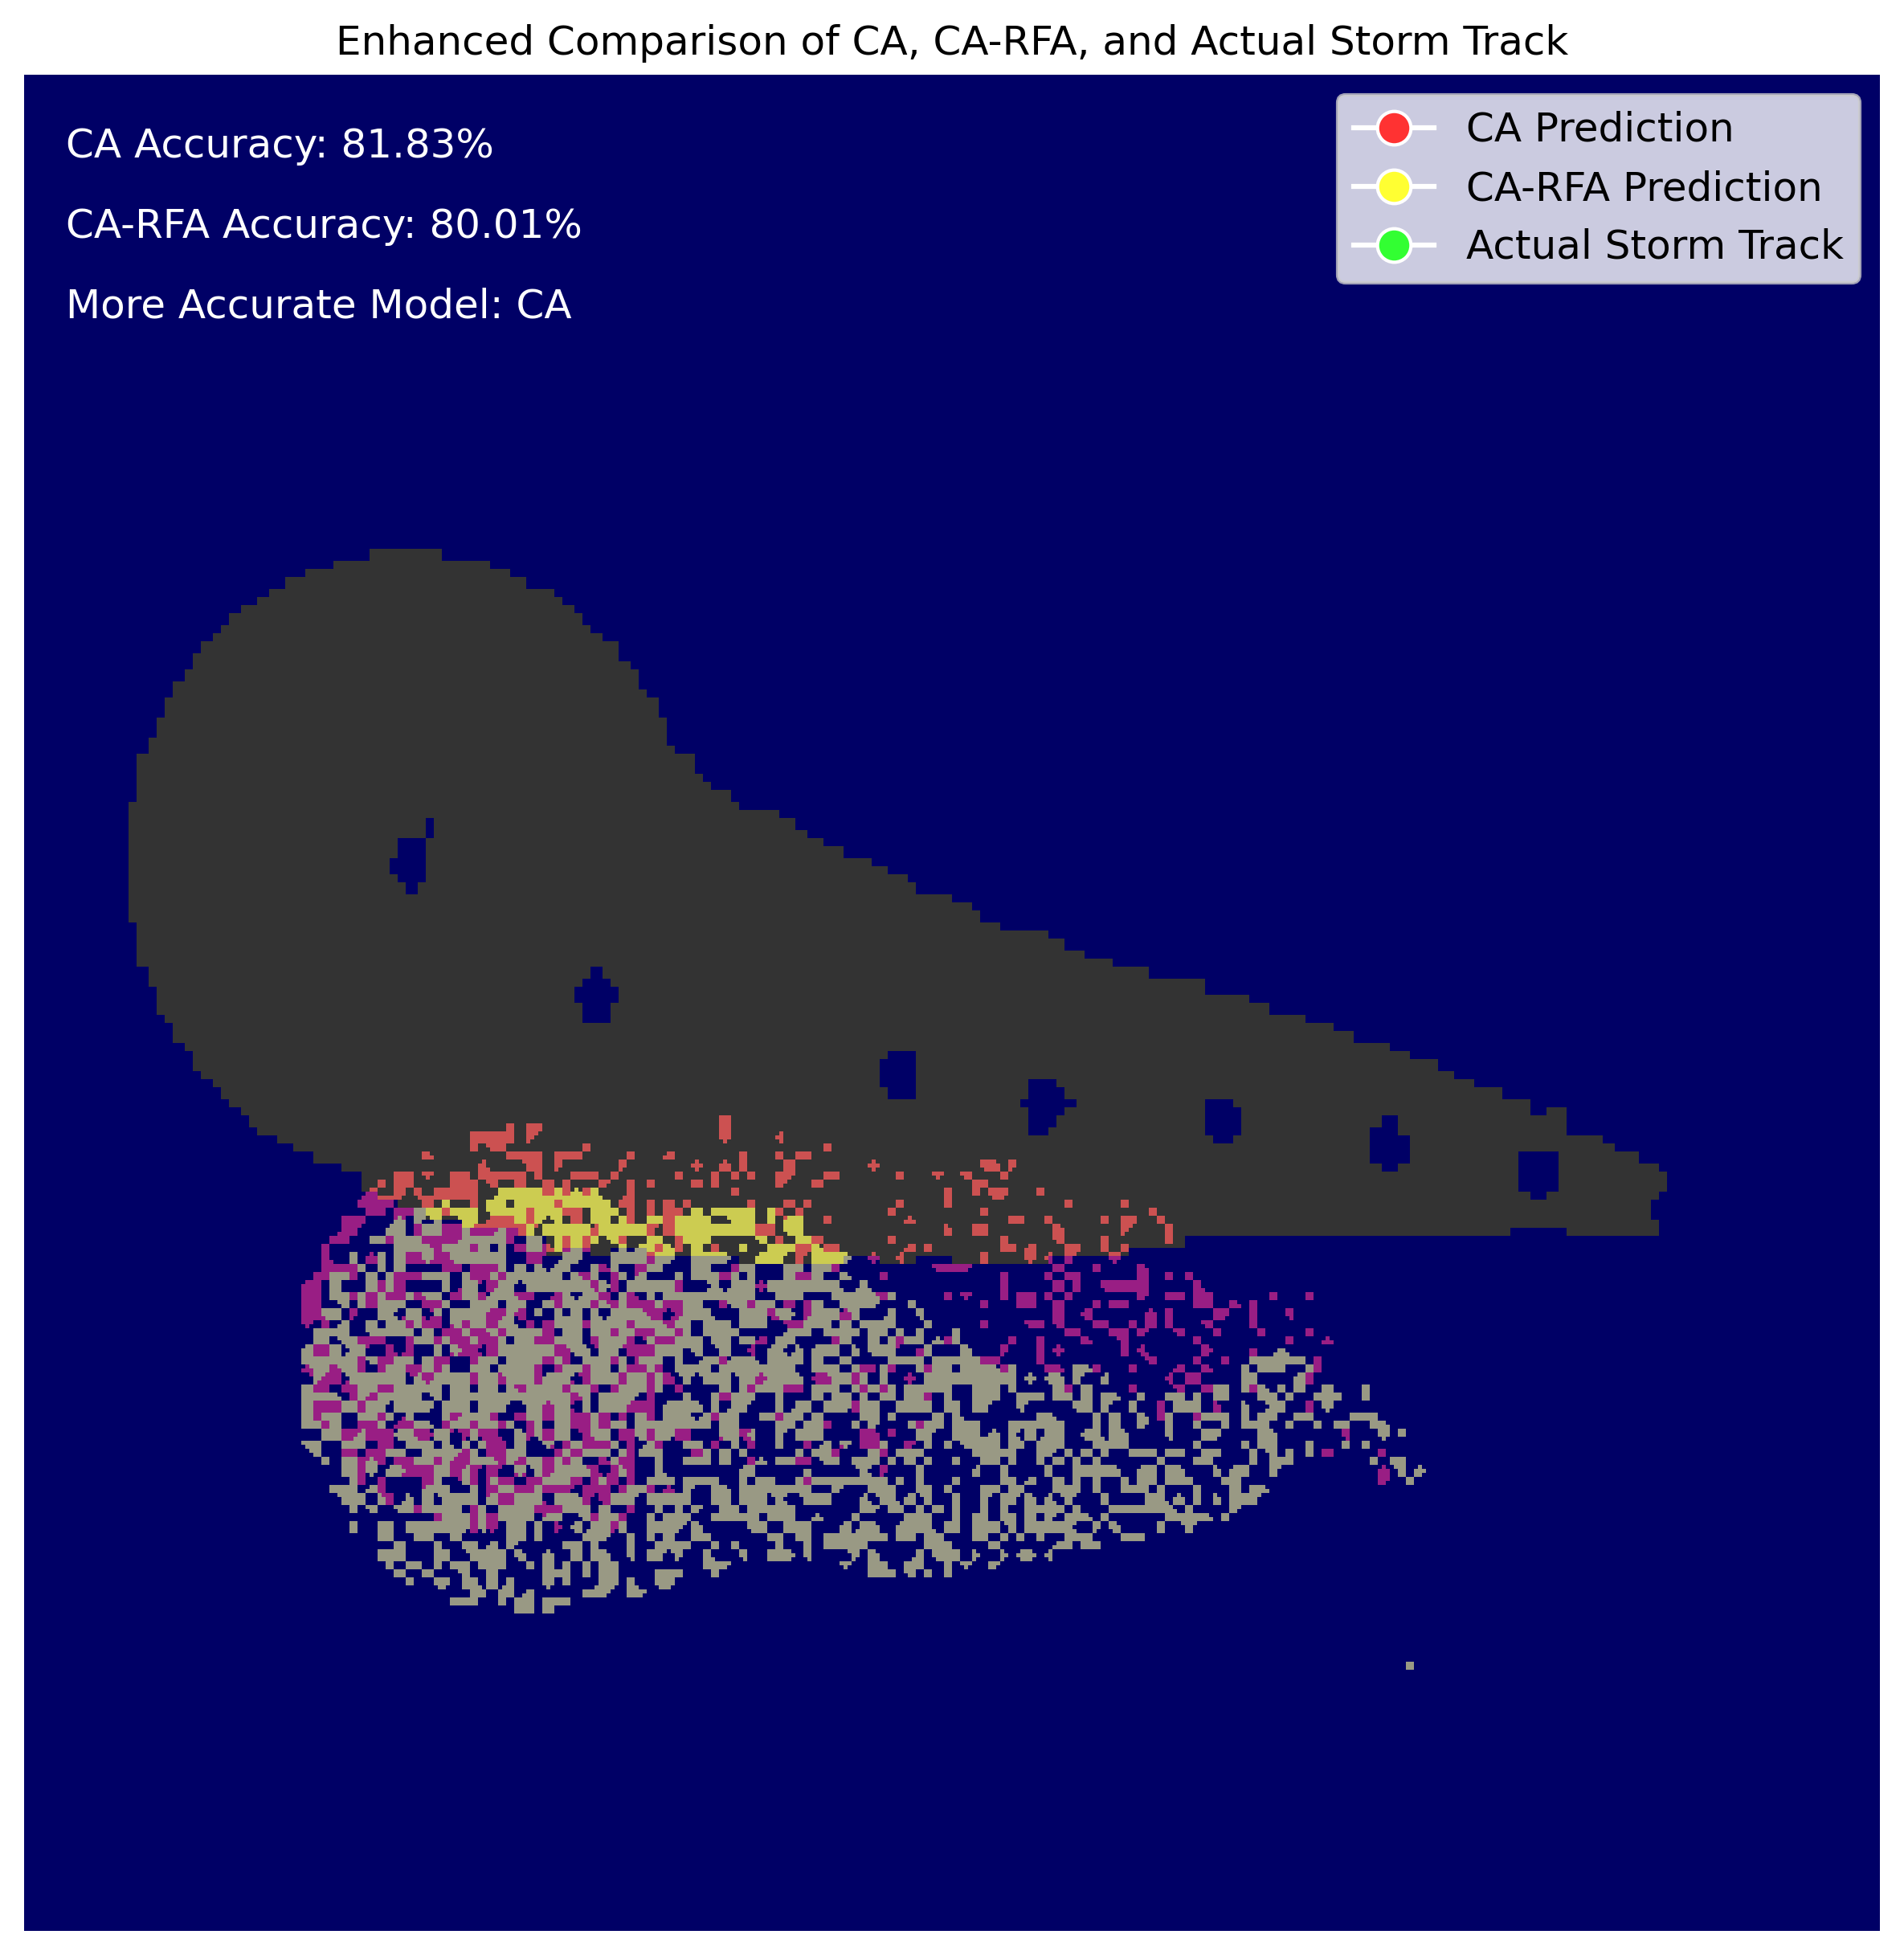 Enhanced Comparison of CA, CA-RFA, and Actual Storm Track
CA Accuracy: 81.83%
CA-RFA Accuracy: 80.01%
More Accurate Model: CA
CA Prediction
CA-RFA Prediction
Actual Storm Track